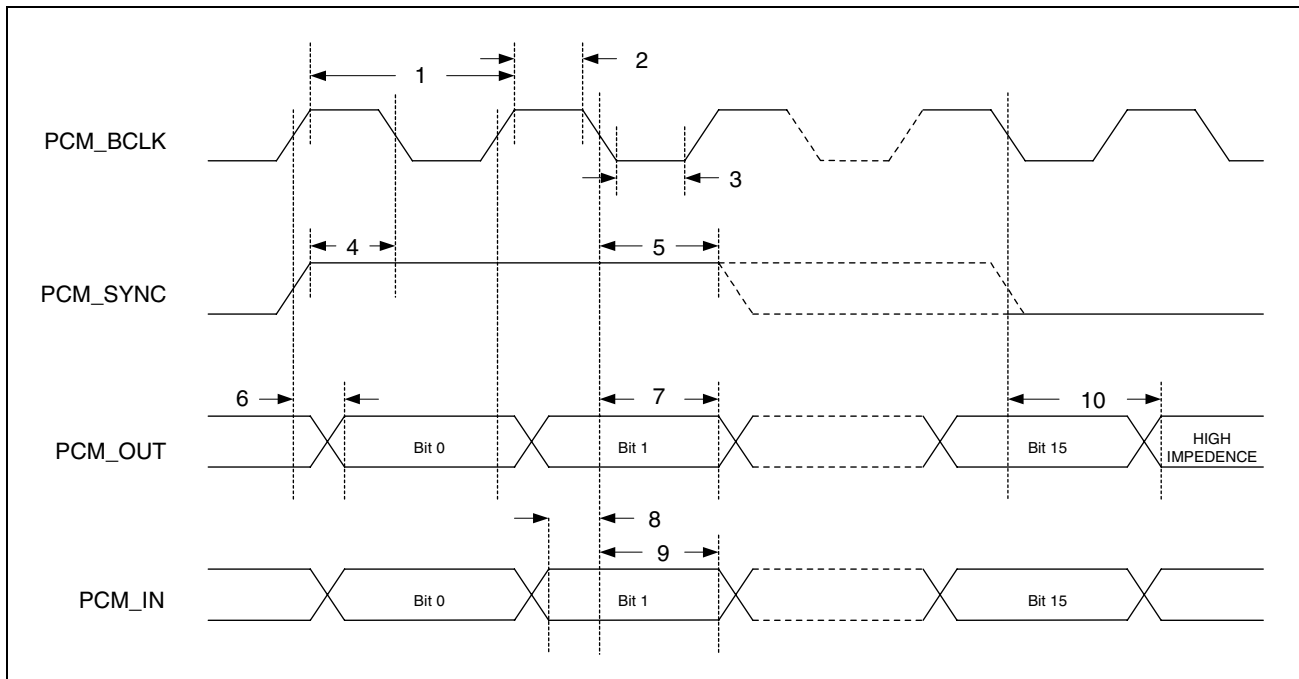 1
2
PCM_BCLK
3
4
5
PCM_SYNC
6
7
10
PCM_OUT
Bit 0
Bit 1
Bit 15
HIGH
IMPEDENCE
8
9
PCM_IN
Bit 0
Bit 1
Bit 15